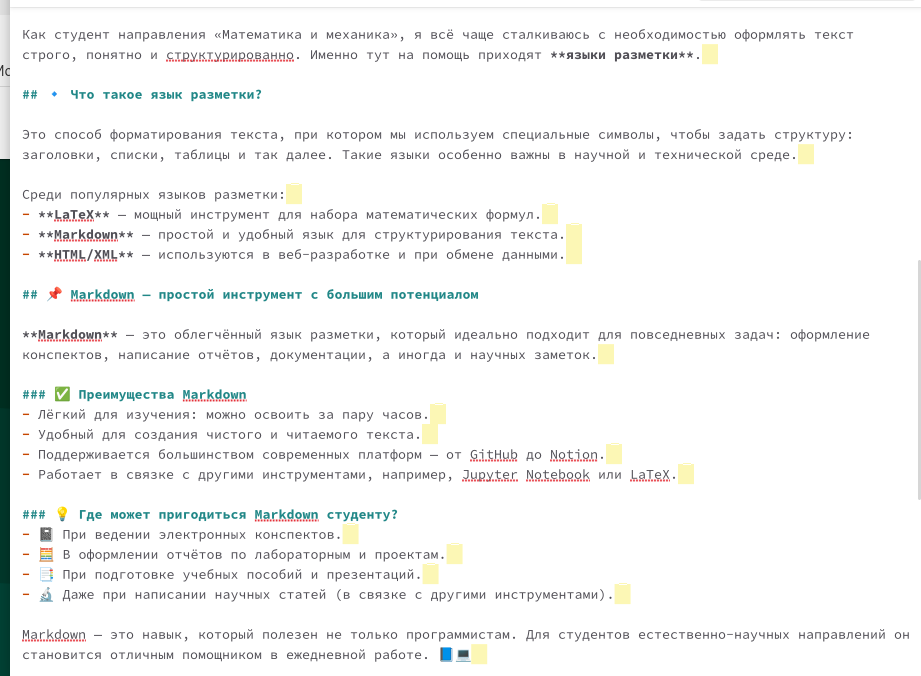 Как студент направления «Математика и механика», я всё чаще сталкиваюсь с необходимостью оформлять текст
строго, понятно и структурированно. Именно тут на помощь приходят **языки разметки**.
## 🔹 Что такое язык разметки?
Это способ форматирования текста, при котором мы используем специальные символы, чтобы задать структуру:
заголовки, списки, таблицы и так далее. Такие языки особенно важны в научной и технической среде.
Среди популярных языков разметки:
- **LaTeX** — мощный инструмент для набора математических формул.
- **Markdown** — простой и удобный язык для структурирования текста.
- **HTML/XML** — используются в веб-разработке и при обмене данными.
## 📌 Markdown — простой инструмент с большим потенциалом
**Markdown** — это облегчённый язык разметки, который идеально подходит для повседневных задач: оформление
конспектов, написание отчётов, документации, а иногда и научных заметок.
### ✅ Преимущества Markdown
- Лёгкий для изучения: можно освоить за пару часов.
- Удобный для создания чистого и читаемого текста.
- Поддерживается большинством современных платформ — от GitHub до Notion.
- Работает в связке с другими инструментами, например, Jupyter Notebook или LaTeX.
### 💡 Где может пригодиться Markdown студенту?
- 📓 При ведении электронных конспектов.
- 🧮 В оформлении отчётов по лабораторным и проектам.
- 📑 При подготовке учебных пособий и презентаций.
- 🔬 Даже при написании научных статей (в связке с другими инструментами).
Markdown — это навык, который полезен не только программистам. Для студентов естественно-научных направлений он
становится отличным помощником в ежедневной работе. 📘💻